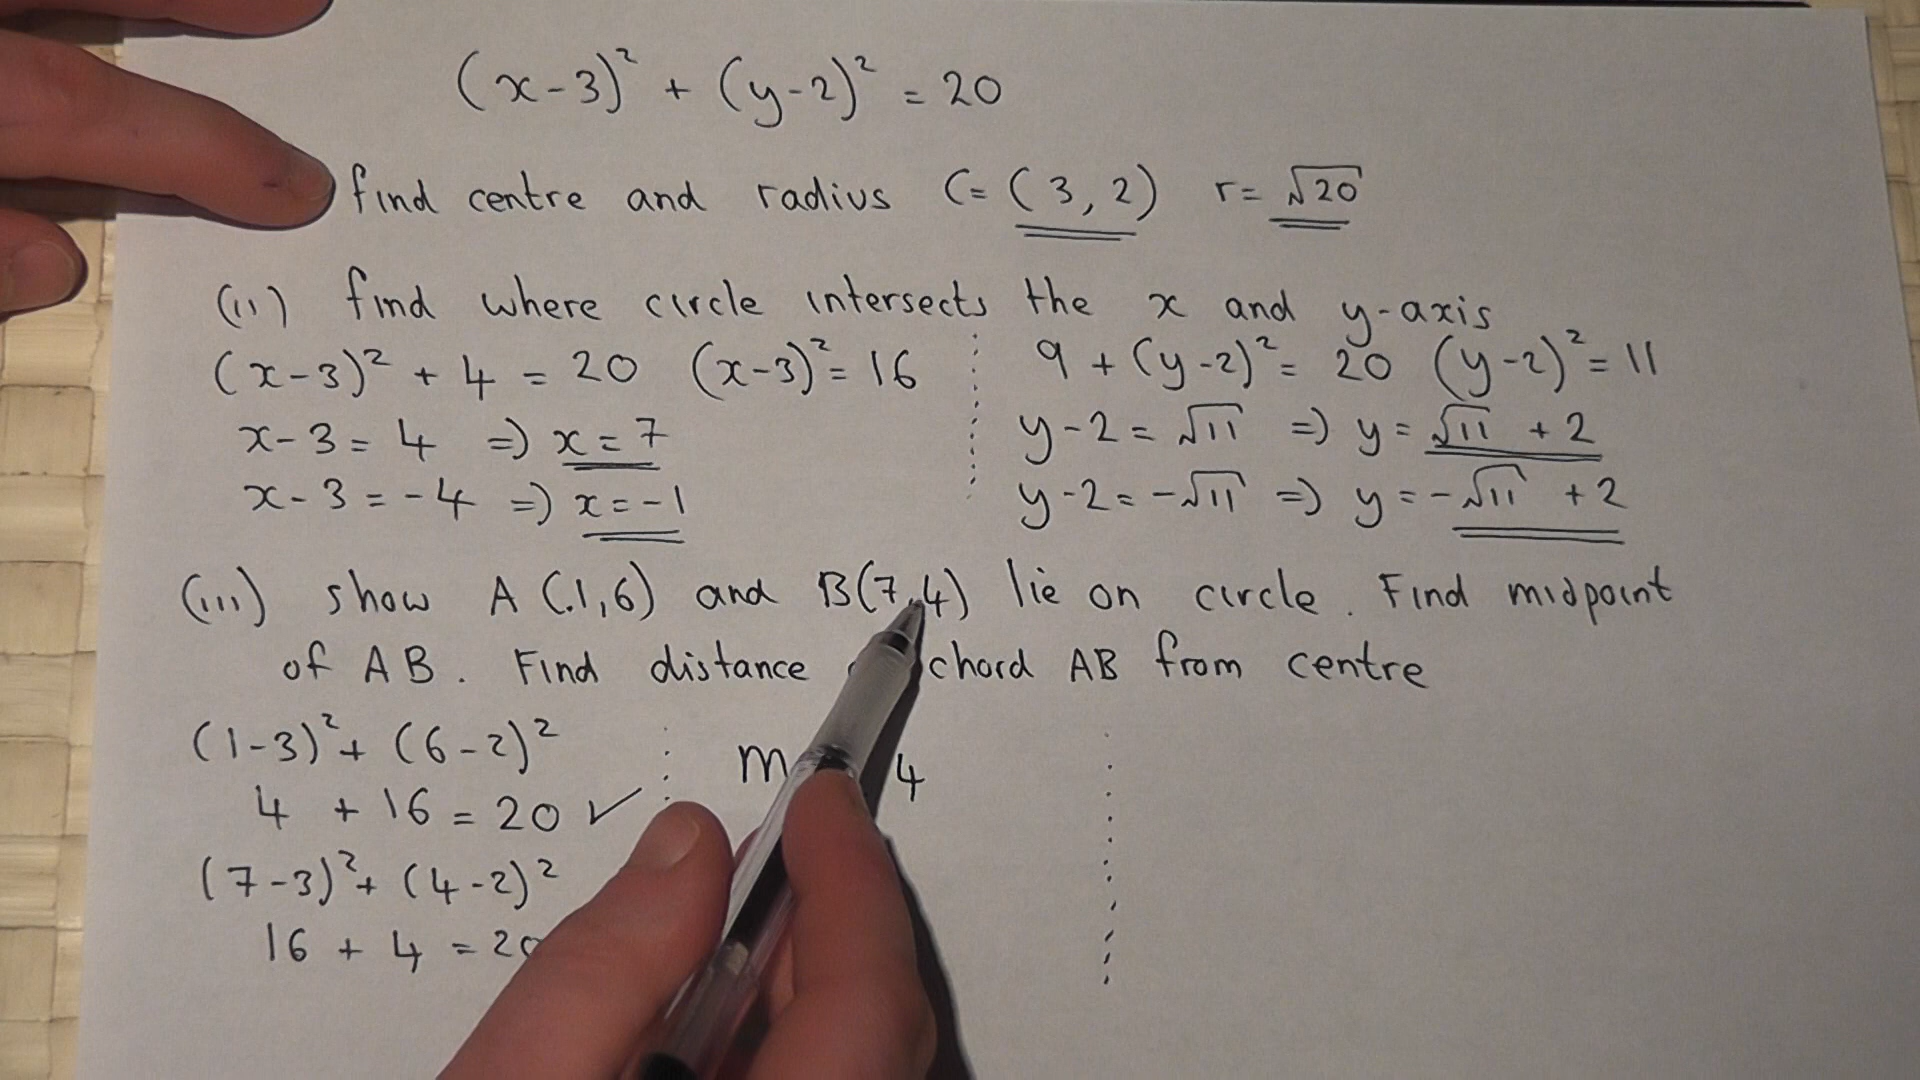 (x-3)² + (y-2)² = 20
find centre and radius C= (3,2) r= √20
(ii) find where circle intersects the x and y-axis
(x-3)² + 4 = 20 (x-3)² = 16
x-3 = 4 => x = 7
x-3 = -4 => x = -1
9 + (y-2)² = 20 (y-2)² = 11
y-2 = √11 => y = √11 + 2
y-2 = -√11 => y = -√11 + 2
(iii) show A(1,6) and B(7,4) lie on circle. Find midpoint
of AB. Find distance chord AB from centre
(1-3)² + (6-2)²
4 + 16 = 20 ✓
(7-3)² + (4-2)²
16 + 4 = 20
m 4